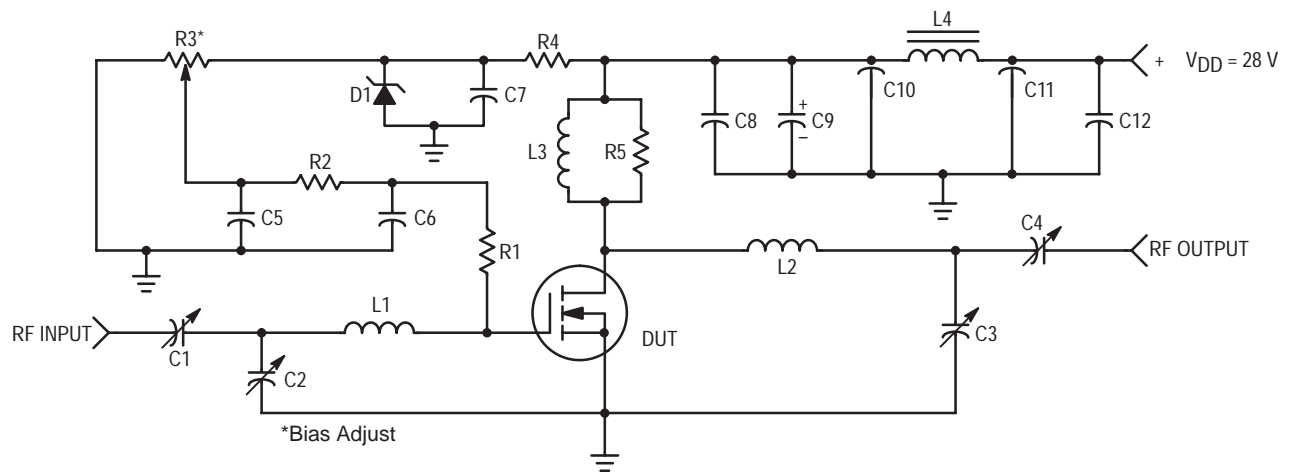 L4
R3*
R4
+ VDD = 28 V
D1
C7
C10
C11
+
C8
C9
C12
–
L3
R5
R2
C5
C6
C4
R1
RF OUTPUT
L2
L1
RF INPUT
DUT
C3
C1
C2
*Bias Adjust